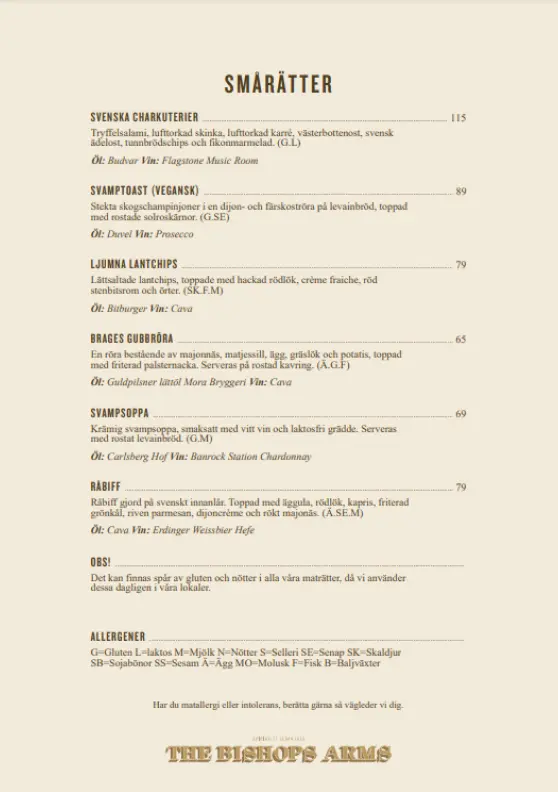 SMÅRÄTTER
SVENSKA CHARKUTERIER 115
Tryffelsalami, lufttorkad skinka, lufttorkad karré, västerbottenost, svensk
ädelost, tunnbrödschips och fikonmarmelad. (G.L)
Öl: Budvar Vin: Flagstone Music Room
SVAMPTOAST (VEGANSK) 89
Stekta skogschampinjoner i en dijon- och färskoströra på levainbröd, toppad
med rostade solroskärnor. (G.SE)
Öl: Duvel Vin: Prosecco
LJUMNA LANTCHIPS 79
Lättsaltade lantchips, toppade med hackad rödlök, crème fraiche, röd
stenbitsrom och örter. (SK.F.M)
Öl: Bitburger Vin: Cava
BRAGES GUBBRÖRA 65
En röra bestående av majonnäs, matjessill, ägg, gräslök och potatis, toppad
med friterad palsternacka. Serveras på rostad kavring. (Ä.G.F)
Öl: Guldpilsner lättöl Mora Bryggeri Vin: Cava
SVAMPSOPPA 69
Krämig svampsoppa, smaksatt med vitt vin och laktosfri grädde. Serveras
med rostat levainbröd. (G.M)
Öl: Carlsberg Hof Vin: Banrock Station Chardonnay
RÅBIFF 79
Råbiff gjord på svenskt innanlår. Toppad med äggula, rödlök, kapris, friterad
grönkål, riven parmesan, dijoncrème och rökt majonäs. (Ä.SE.M)
Öl: Cava Vin: Erdinger Weissbier Hefe
OBS!
Det kan finnas spår av gluten och nötter i alla våra maträtter, då vi använder
dessa dagligen i våra lokaler.
ALLERGENER
G=Gluten L=laktos M=Mjölk N=Nötter S=Selleri SE=Senap SK=Skaldjur
SB=Sojabönor SS=Sesam Ä=Ägg MO=Molusk F=Fisk B=Baljväxter
Har du matallergi eller intolerans, berätta gärna så vägleder vi dig.
THE BISHOPS ARMS